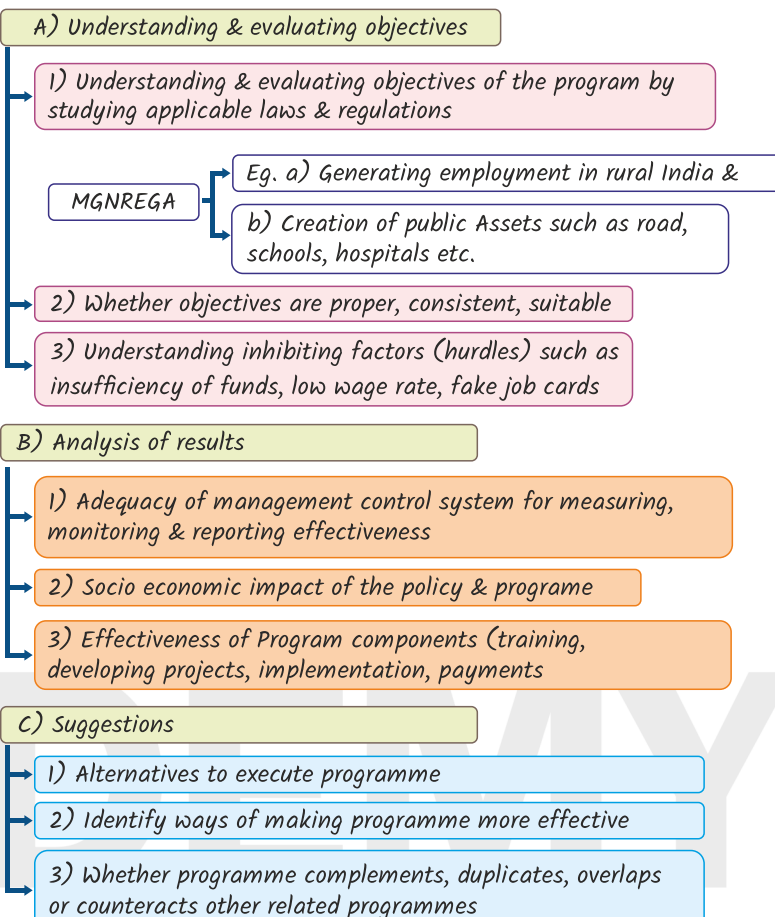 A) Understanding & evaluating objectives
1) Understanding & evaluating objectives of the program by
studying applicable laws & regulations
MGNREGA
Eg. a) Generating employment in rural India &
b) Creation of public Assets such as road,
schools, hospitals etc.
2) Whether objectives are proper, consistent, suitable
3) Understanding inhibiting factors (hurdles) such as
insufficiency of funds, low wage rate, fake job cards
B) Analysis of results
1) Adequacy of management control system for measuring,
monitoring & reporting effectiveness
2) Socio economic impact of the policy & programe
3) Effectiveness of Program components (training,
developing projects, implementation, payments
C) Suggestions
1) Alternatives to execute programme
2) Identify ways of making programme more effective
3) Whether programme complements, duplicates, overlaps
or counteracts other related programmes
DEMY